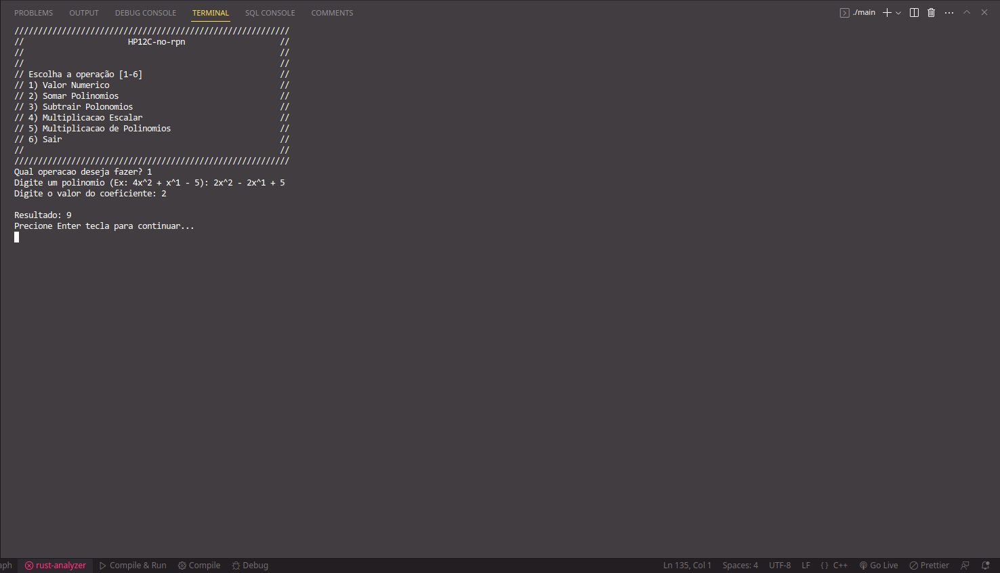 PROBLEMS OUTPUT DEBUG CONSOLE TERMINAL SQL CONSOLE COMMENTS ./main
//////////////////////////////////////////////////////////
// HP12C-no-rpn //
// //
// //
// Escolha a operação [1-6] //
// 1) Valor Numerico //
// 2) Somar Polinomios //
// 3) Subtrair Polonomios //
// 4) Multiplicacao Escalar //
// 5) Multiplicacao de Polinomios //
// 6) Sair //
// //
//////////////////////////////////////////////////////////
Qual operacao deseja fazer? 1
Digite um polinomio (Ex: 4x^2 + x^1 - 5): 2x^2 - 2x^1 + 5
Digite o valor do coeficiente: 2
Resultado: 9
Precione Enter tecla para continuar...
aph rust-analyzer Compile & Run Compile Debug Ln 135, Col 1 Spaces: 4 UTF-8 LF {} C++ Go Live Prettier